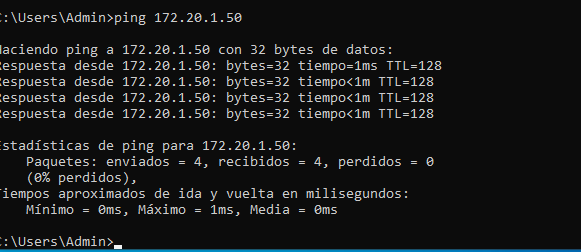 C:\Users\Admin>ping 172.20.1.50
Haciendo ping a 172.20.1.50 con 32 bytes de datos:
Respuesta desde 172.20.1.50: bytes=32 tiempo=1ms TTL=128
Respuesta desde 172.20.1.50: bytes=32 tiempo<1m TTL=128
Respuesta desde 172.20.1.50: bytes=32 tiempo<1m TTL=128
Respuesta desde 172.20.1.50: bytes=32 tiempo<1m TTL=128
Estadísticas de ping para 172.20.1.50:
Paquetes: enviados = 4, recibidos = 4, perdidos = 0
(0% perdidos),
Tiempos aproximados de ida y vuelta en milisegundos:
Mínimo = 0ms, Máximo = 1ms, Media = 0ms
C:\Users\Admin>